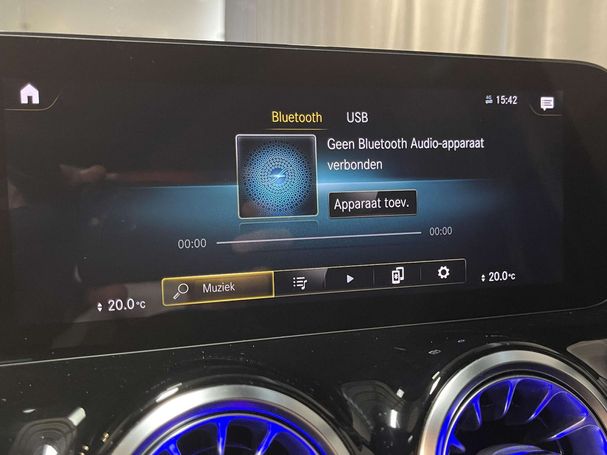 15:42
Bluetooth USB
Geen Bluetooth Audio-apparaat
verbonden
Apparaat toev.
00:00 00:00
Muziek
20.0°C 20.0°C